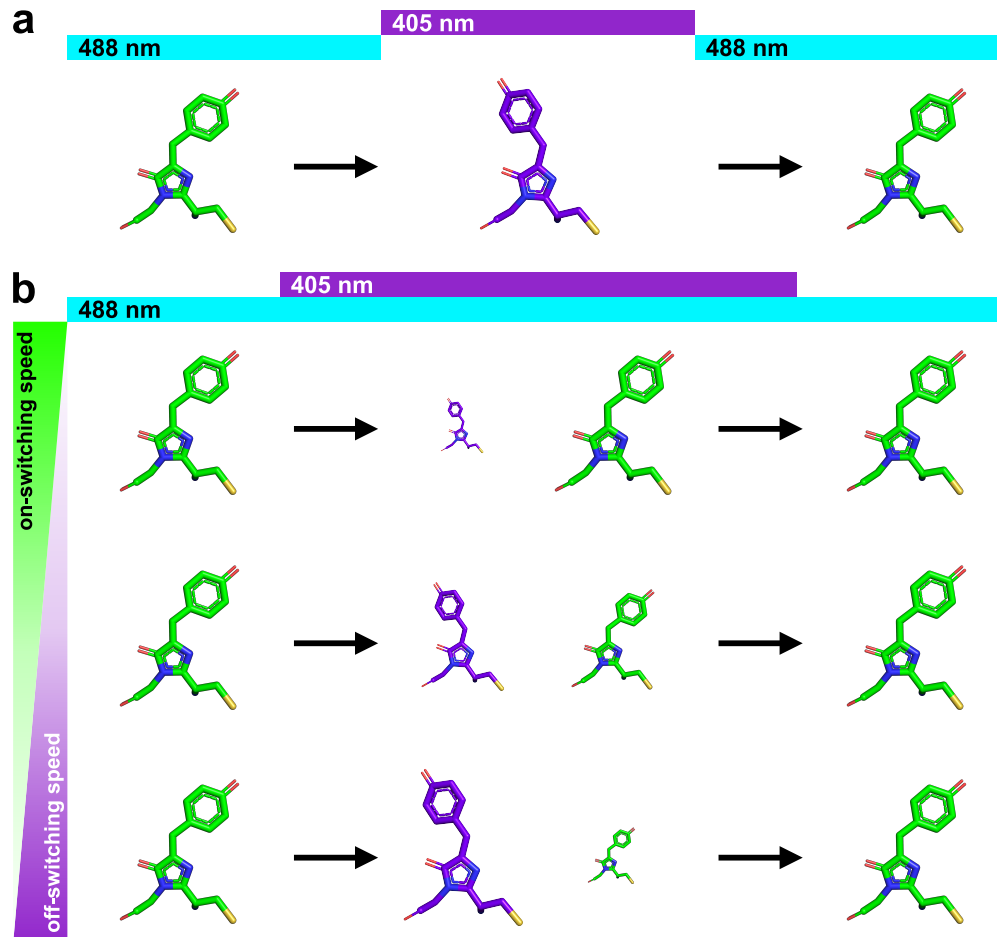 a
405 nm
488 nm
488 nm
b
405 nm
488 nm
on-switching speed
off-switching speed